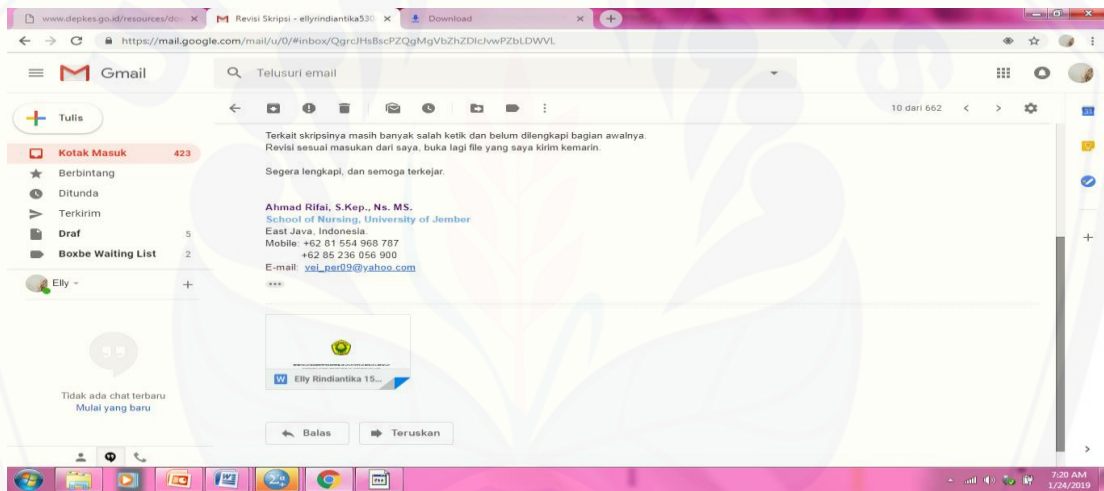 www.depkes.go.id/resources/do
Revisi Skripsi - ellyrindiantika530
Download
https://mail.google.com/mail/u/0/#inbox/QgrcJHsBscPZQgMgVbZhZDIcJvwPZbLDWVL
Gmail
Telusuri email
Tulis
10 dari 662
Kotak Masuk 423
Berbintang
Ditunda
Terkirim
Draf 5
Boxbe Waiting List 2
Elly
Tidak ada chat terbaru
Mulai yang baru
Terkait skripsinya masih banyak salah ketik dan belum dilengkapi bagian awalnya.
Revisi sesuai masukan dari saya, buka lagi file yang saya kirim kemarin.
Segera lengkapi, dan semoga terkejar.
Ahmad Rifai, S.Kep., Ns. MS.
School of Nursing, University of Jember
East Java, Indonesia.
Mobile: +62 81 554 968 787
+62 85 236 056 900
E-mail: vei_per09@yahoo.com
W Elly Rindiantika 15...
Balas
Teruskan
7:20 AM
1/24/2019